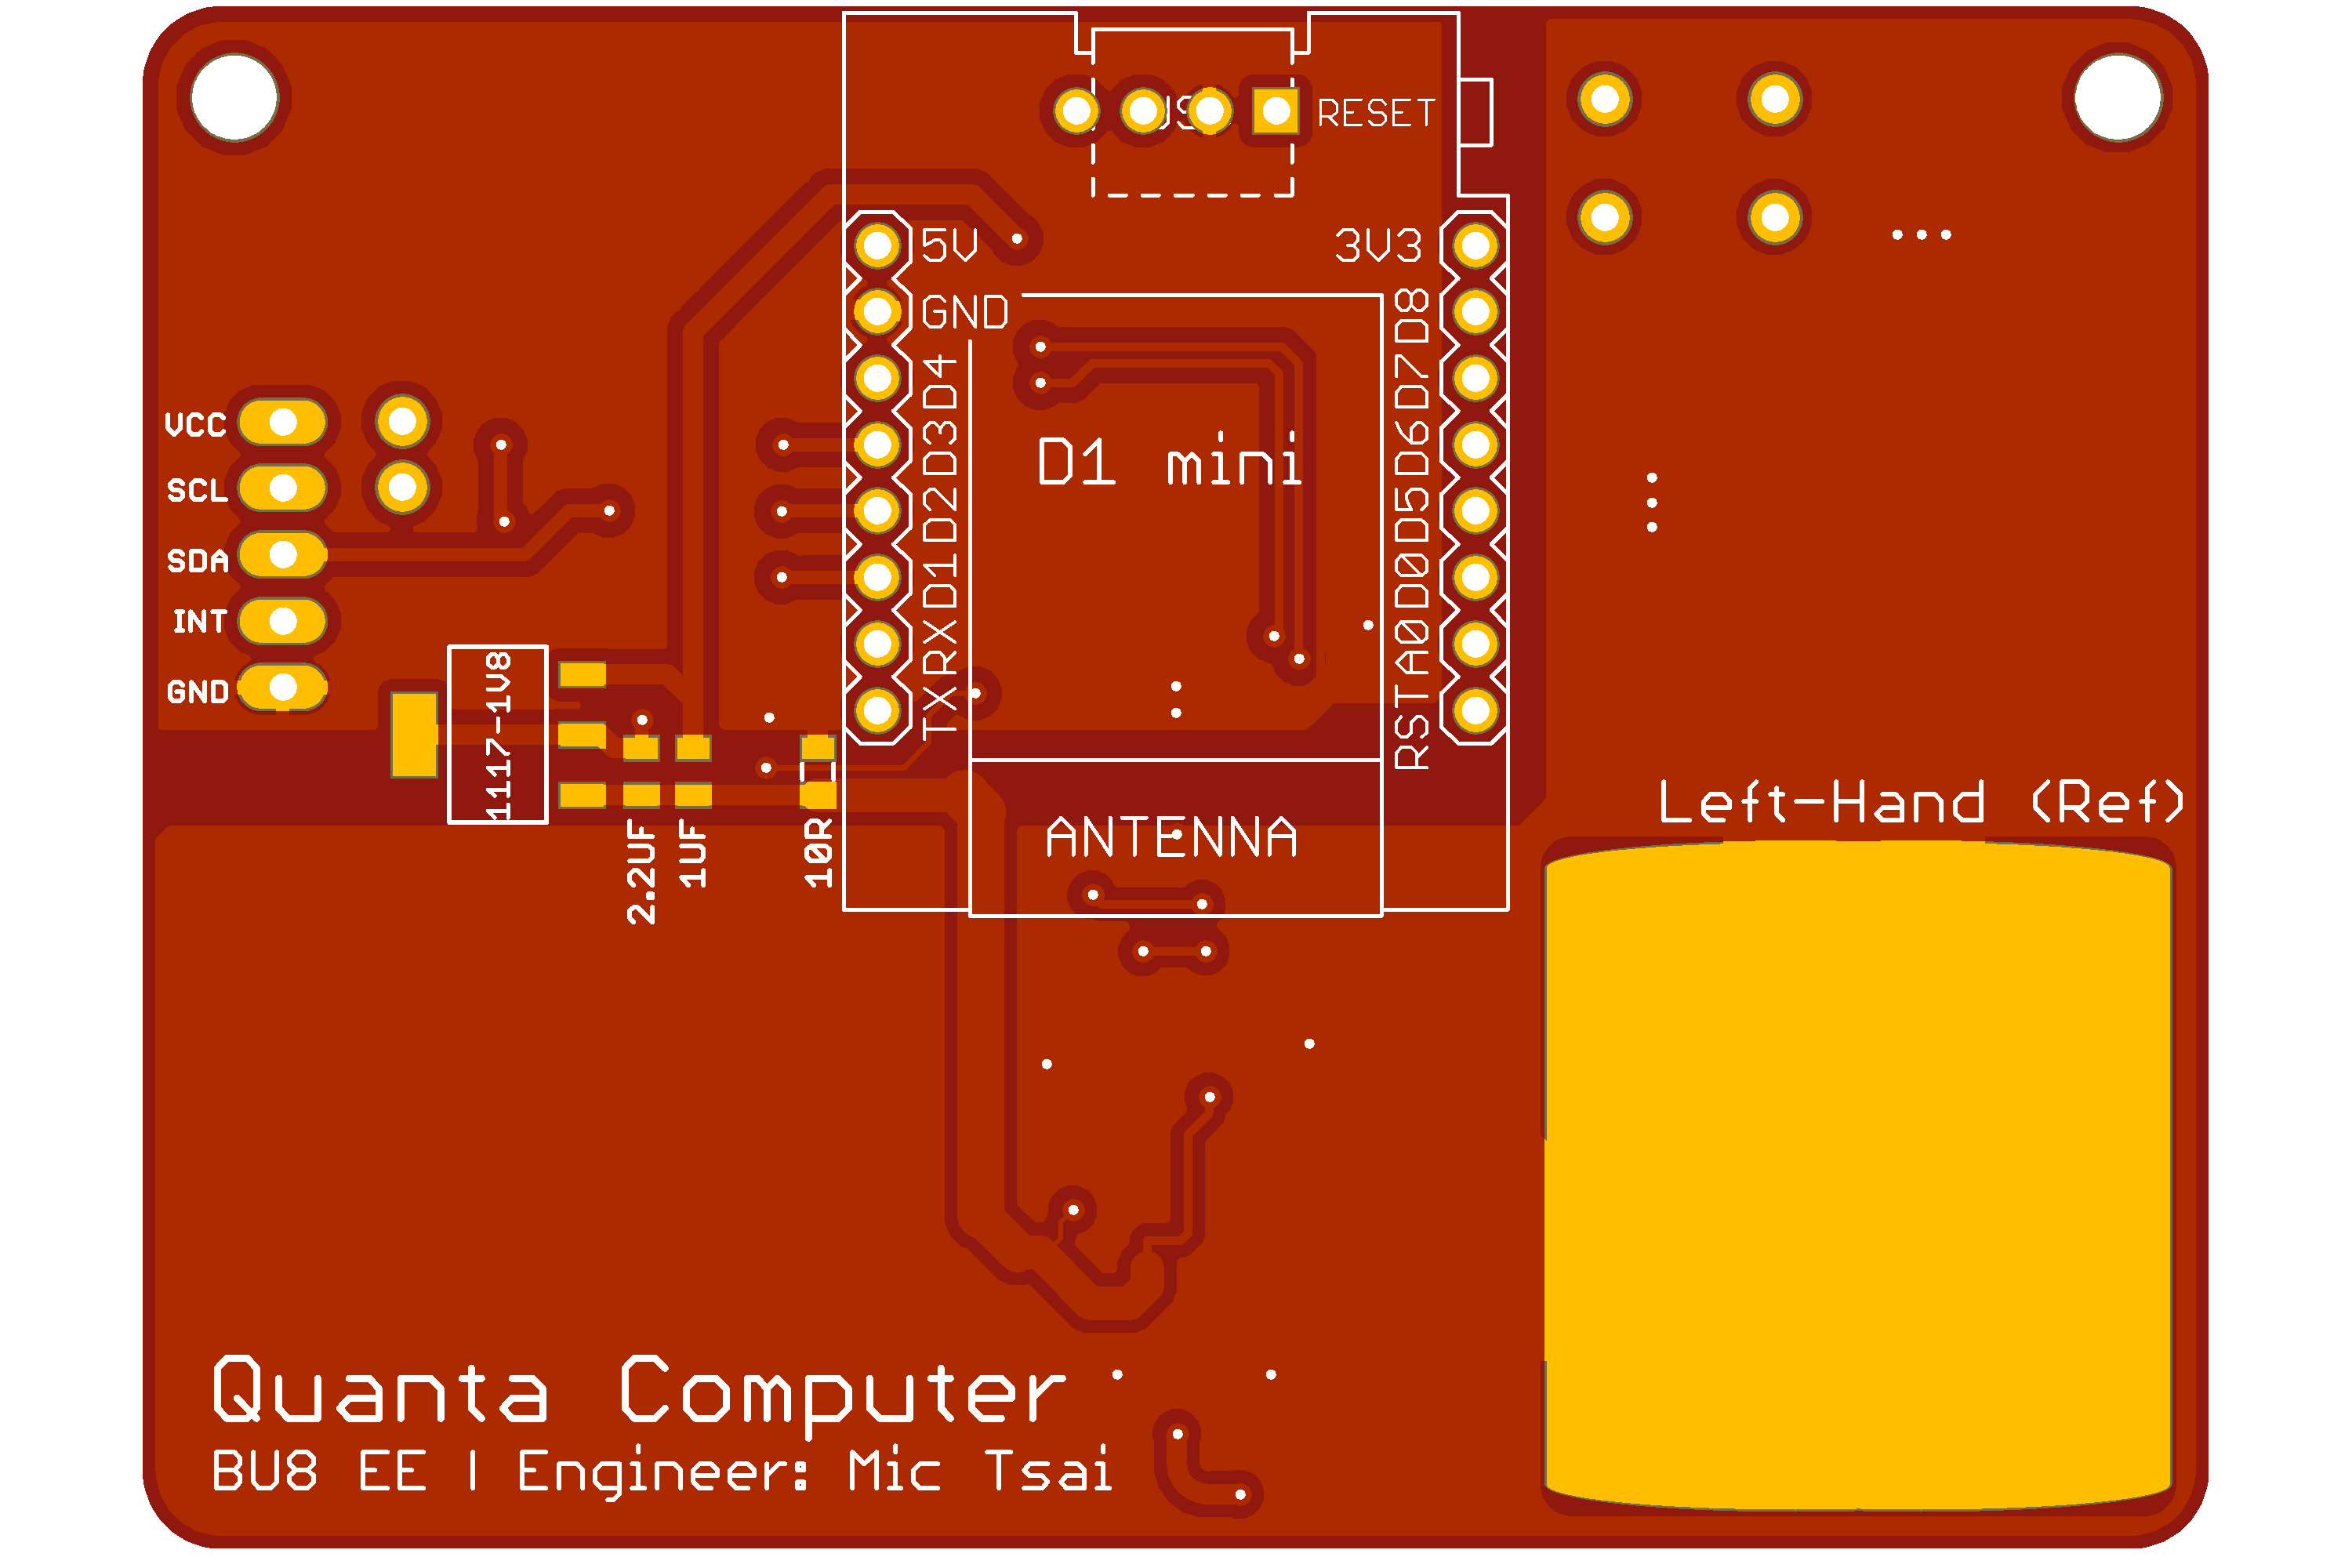 RESET
5V
3V3
GND
D8
D7
D6
D5
D0
A0
RST
D4
D3
D2
D1
RX
TX
D1 mini
VCC
SCL
SDA
INT
GND
1117-1V8
2.2UF
1UF
10R
ANTENNA
Left-Hand (Ref)
Quanta Computer
BU8 EE | Engineer: Mic Tsai